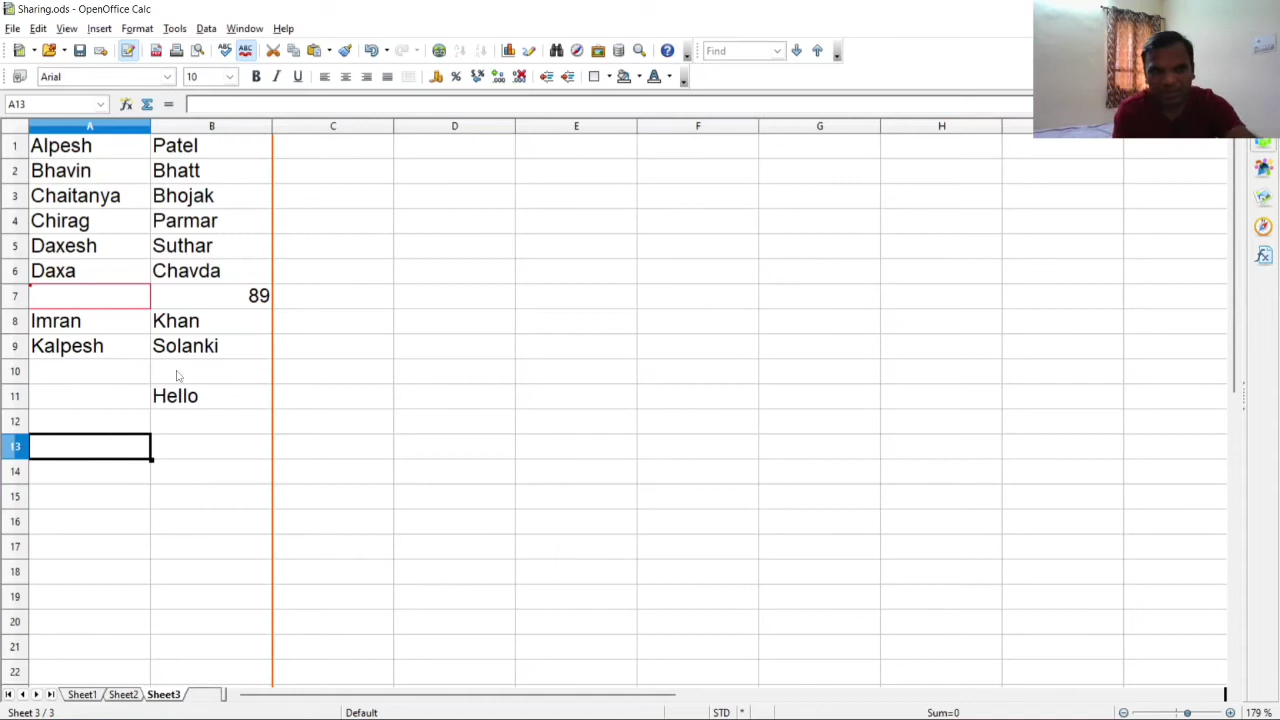 Sharing.ods - OpenOffice Calc
File Edit View Insert Format Tools Data Window Help
Find
Arial 10
A13
A B C D E F G H
1 Alpesh Patel
2 Bhavin Bhatt
3 Chaitanya Bhojak
4 Chirag Parmar
5 Daxesh Suthar
6 Daxa Chavda
7 89
8 Imran Khan
9 Kalpesh Solanki
10
11 Hello
12
13
14
15
16
17
18
19
20
21
22
Sheet1 Sheet2 Sheet3
Sheet 3 / 3 Default STD * Sum=0 179 %